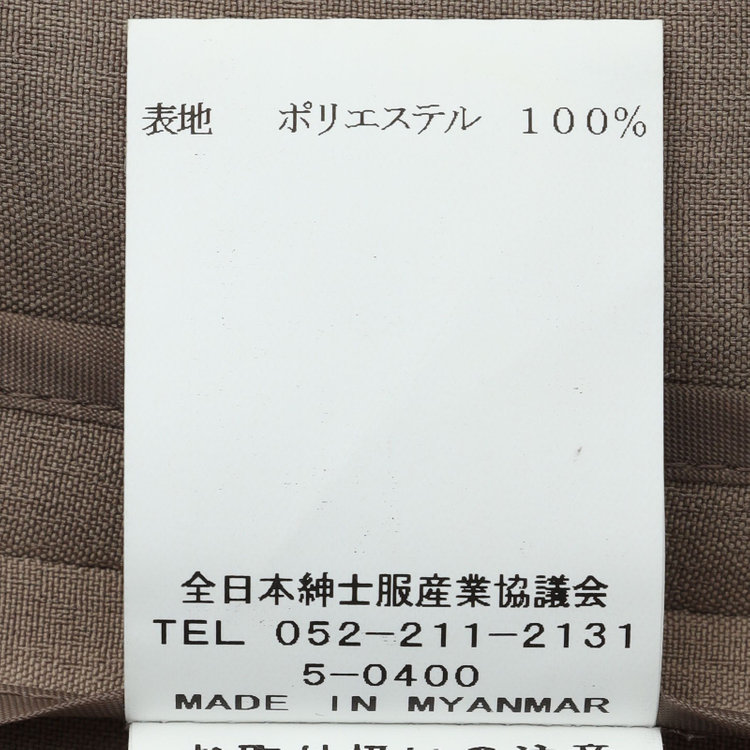 表地　ポリエステル　１００％
全日本紳士服産業協議会
TEL 052-211-2131
5-0400
MADE IN MYANMAR